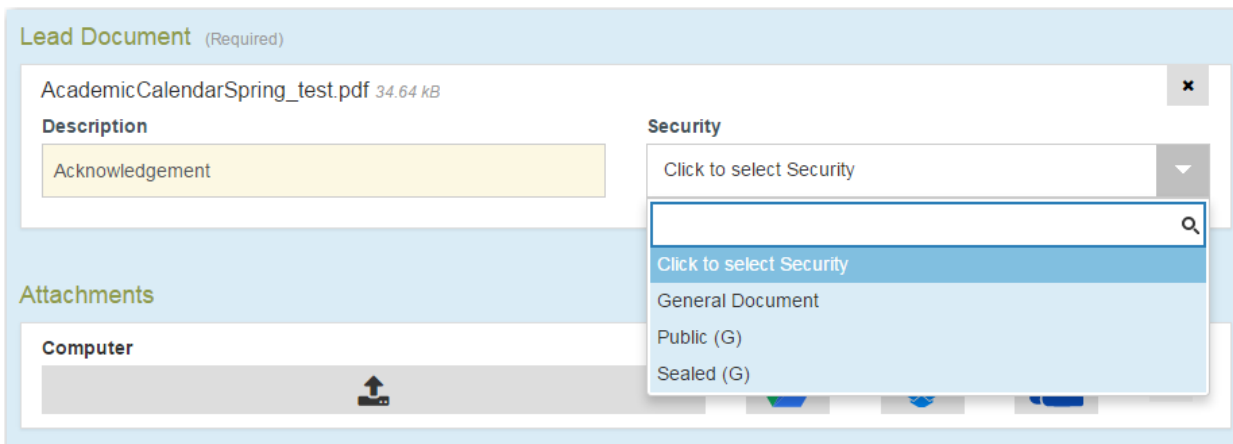 Lead Document (Required)
AcademicCalendarSpring_test.pdf 34.64 kB
Description
Security
Acknowledgement
Click to select Security
Click to select Security
General Document
Public (G)
Sealed (G)
Attachments
Computer